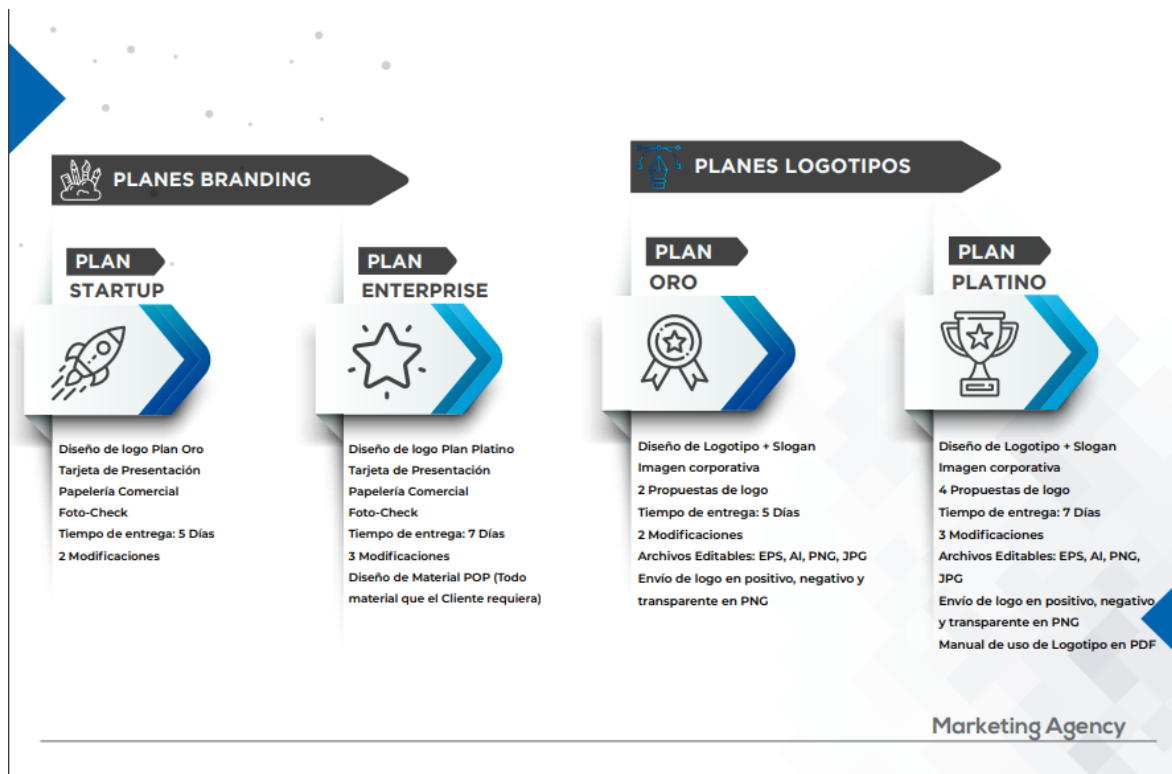 PLANES BRANDING
PLAN
STARTUP
Diseño de logo Plan Oro
Tarjeta de Presentación
Papelería Comercial
Foto-Check
Tiempo de entrega: 5 Días
2 Modificaciones
PLAN
ENTERPRISE
Diseño de logo Plan Platino
Tarjeta de Presentación
Papelería Comercial
Foto-Check
Tiempo de entrega: 7 Días
3 Modificaciones
Diseño de Material POP (Todo
material que el Cliente requiera)
PLANES LOGOTIPOS
PLAN
ORO
Diseño de Logotipo + Slogan
Imagen corporativa
2 Propuestas de logo
Tiempo de entrega: 5 Días
2 Modificaciones
Archivos Editables: EPS, AI, PNG, JPG
Envío de logo en positivo, negativo y
transparente en PNG
PLAN
PLATINO
Diseño de Logotipo + Slogan
Imagen corporativa
4 Propuestas de logo
Tiempo de entrega: 7 Días
3 Modificaciones
Archivos Editables: EPS, AI, PNG,
JPG
Envío de logo en positivo, negativo
y transparente en PNG
Manual de uso de Logotipo en PDF
Marketing Agency